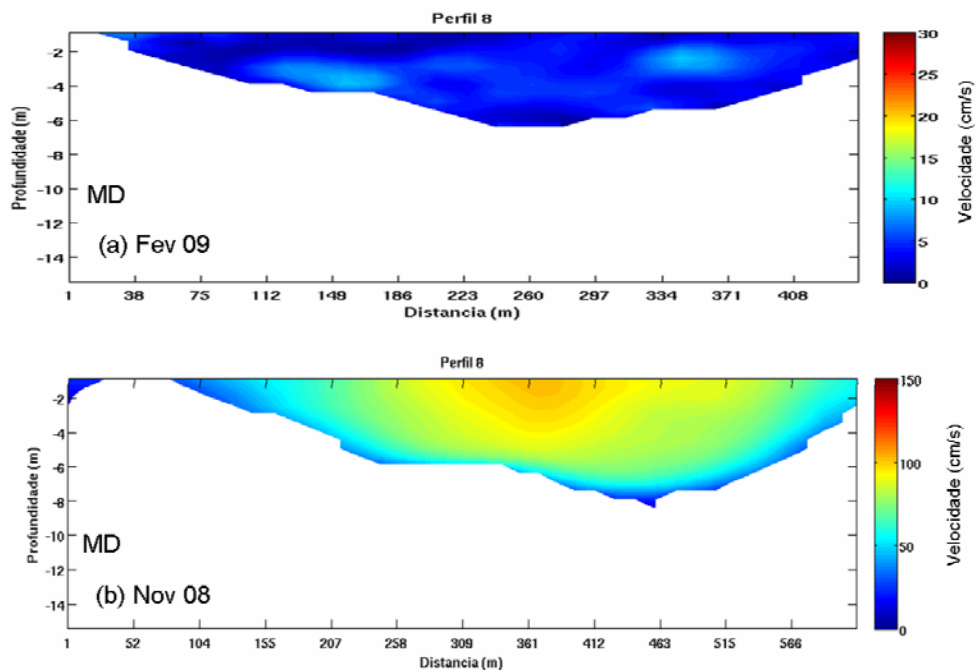 Perfil 8
-2
-4
-6
-8
-10
-12
-14
Profundidade (m)
MD
(a) Fev 09
1 38 75 112 149 186 223 260 297 334 371 408
Distancia (m)
30
25
20
15
10
5
0
Velocidade (cm/s)
Perfil 8
-2
-4
-6
-8
-10
-12
-14
Profundidade (m)
MD
(b) Nov 08
1 52 104 155 207 258 309 361 412 463 515 566
Distancia (m)
150
100
50
0
Velocidade (cm/s)